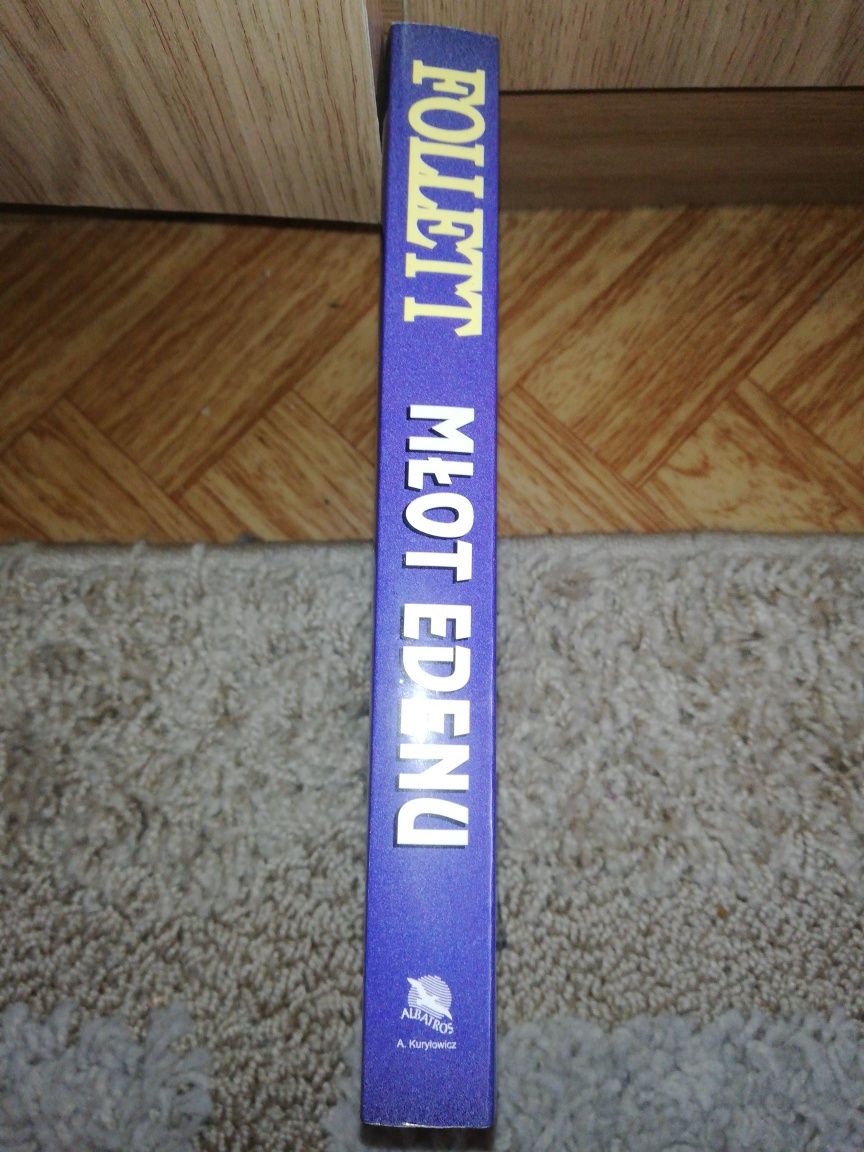 FOLLETT
MŁOT EDENU
ALBATROS
A. Kuryłowicz